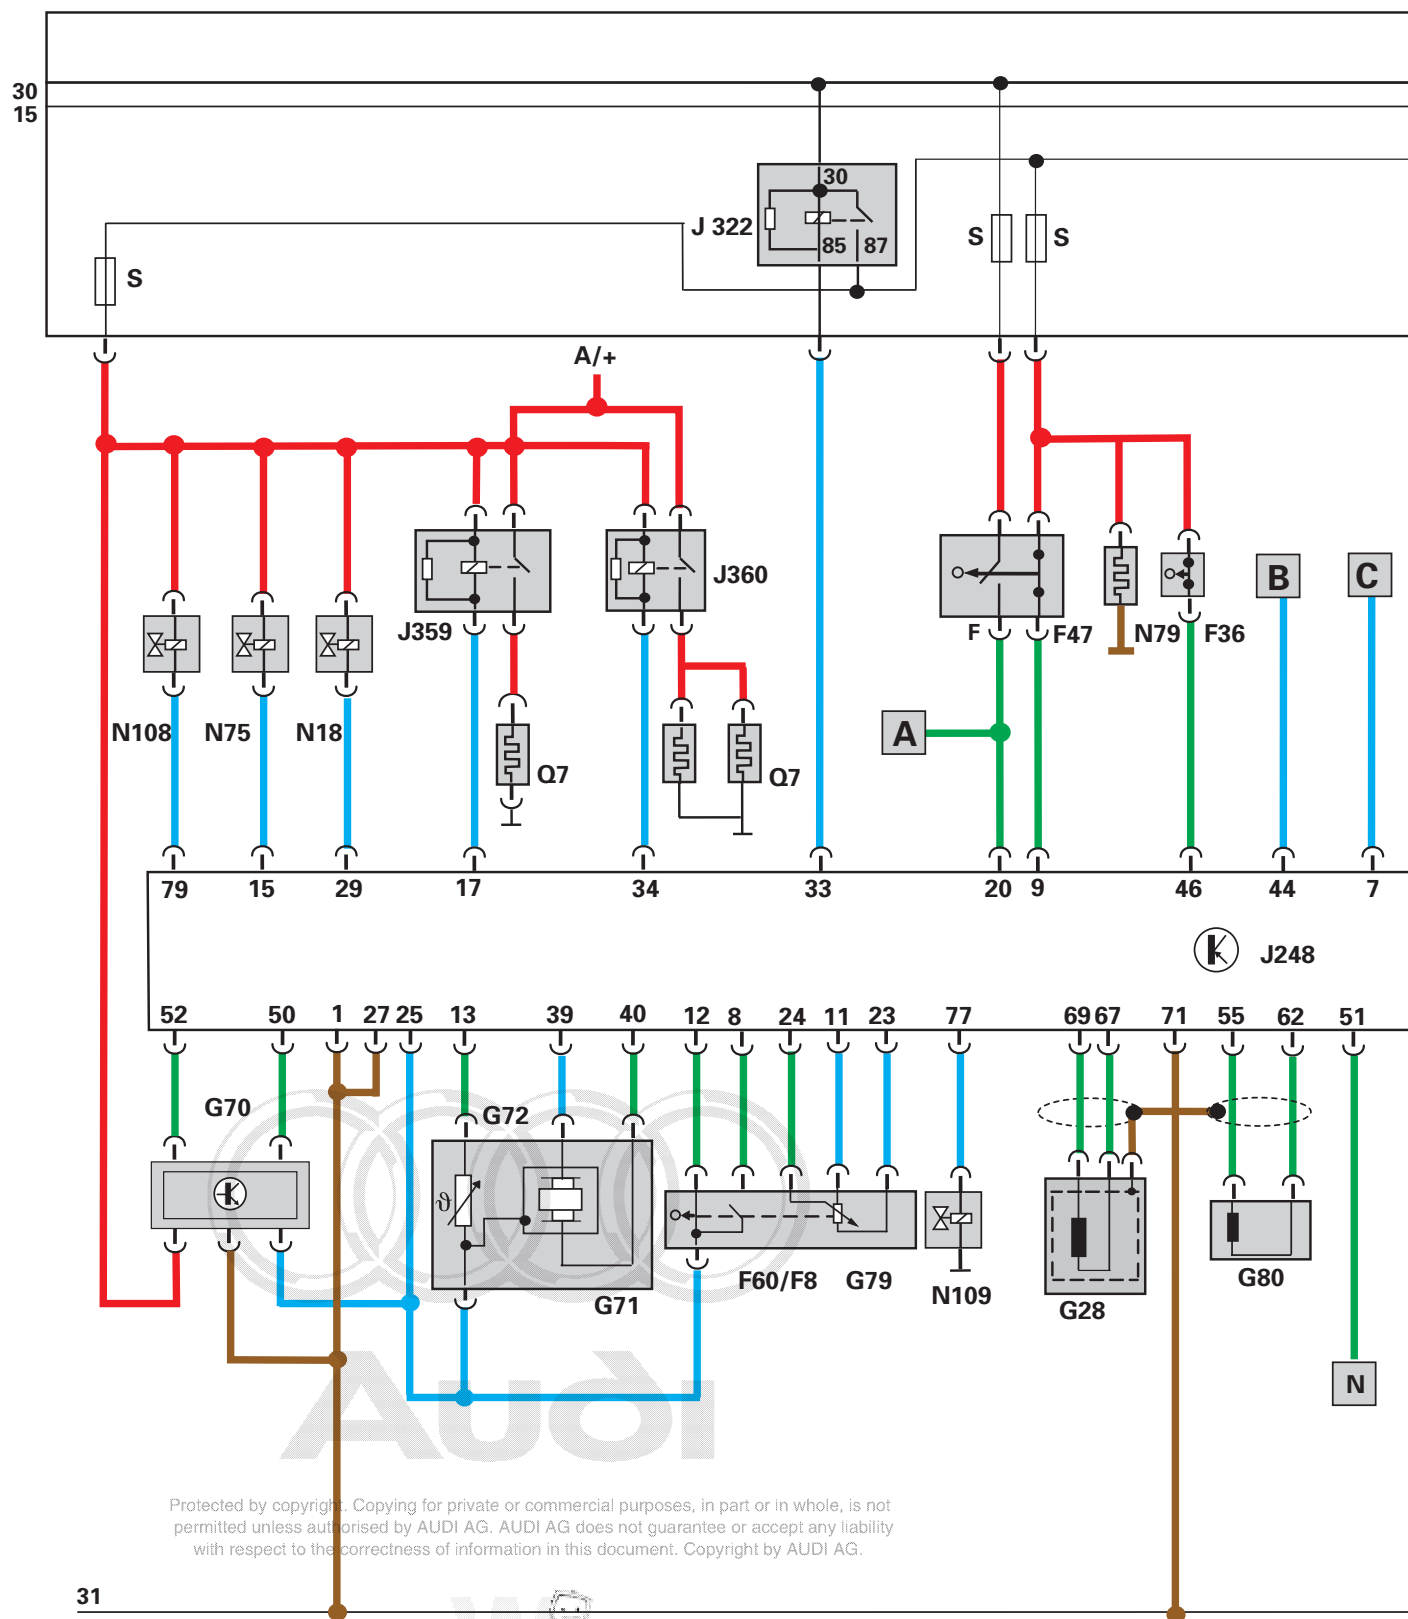 30
15
30
J 322
85 87
S
S
S
A/+
J360
J359
F
F47
N79
F36
B
C
N108
N75
N18
A
Q7
Q7
79
15
29
17
34
33
20
9
46
44
7
J248
52
50
1
27
25
13
39
40
12
8
24
11
23
77
69
67
71
55
62
51
G70
G72
ϑ
F60/F8
G79
N109
G71
G28
G80
N
Audi
Protected by copyright. Copying for private or commercial purposes, in part or in whole, is not
permitted unless authorised by AUDI AG. AUDI AG does not guarantee or accept any liability
with respect to the correctness of information in this document. Copyright by AUDI AG.
31